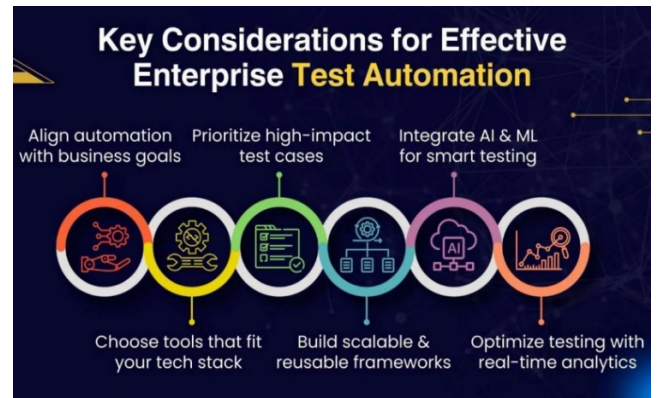 Key Considerations for Effective
Enterprise Test Automation
Align automation
with business goals
Prioritize high-impact
test cases
Integrate AI & ML
for smart testing
AI
Choose tools that fit
your tech stack
Build scalable &
reusable frameworks
Optimize testing with
real-time analytics